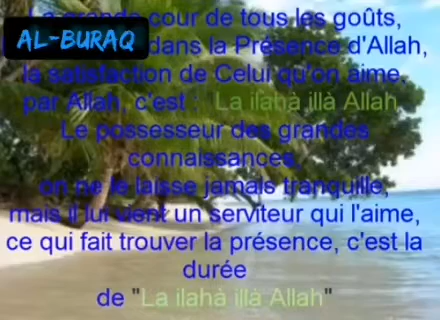 La grande cour de tous les goûts,
AL-BURAQ
dans la Présence d'Allah,
la satisfaction de Celui qu'on aime,
par Allah, c'est : La ilahà illà Allah
Le possesseur des grandes
connaissances,
on ne le laisse jamais tranquille,
mais il lui vient un serviteur qui l'aime,
ce qui fait trouver la présence, c'est la
durée
de "La ilahà illà Allah"